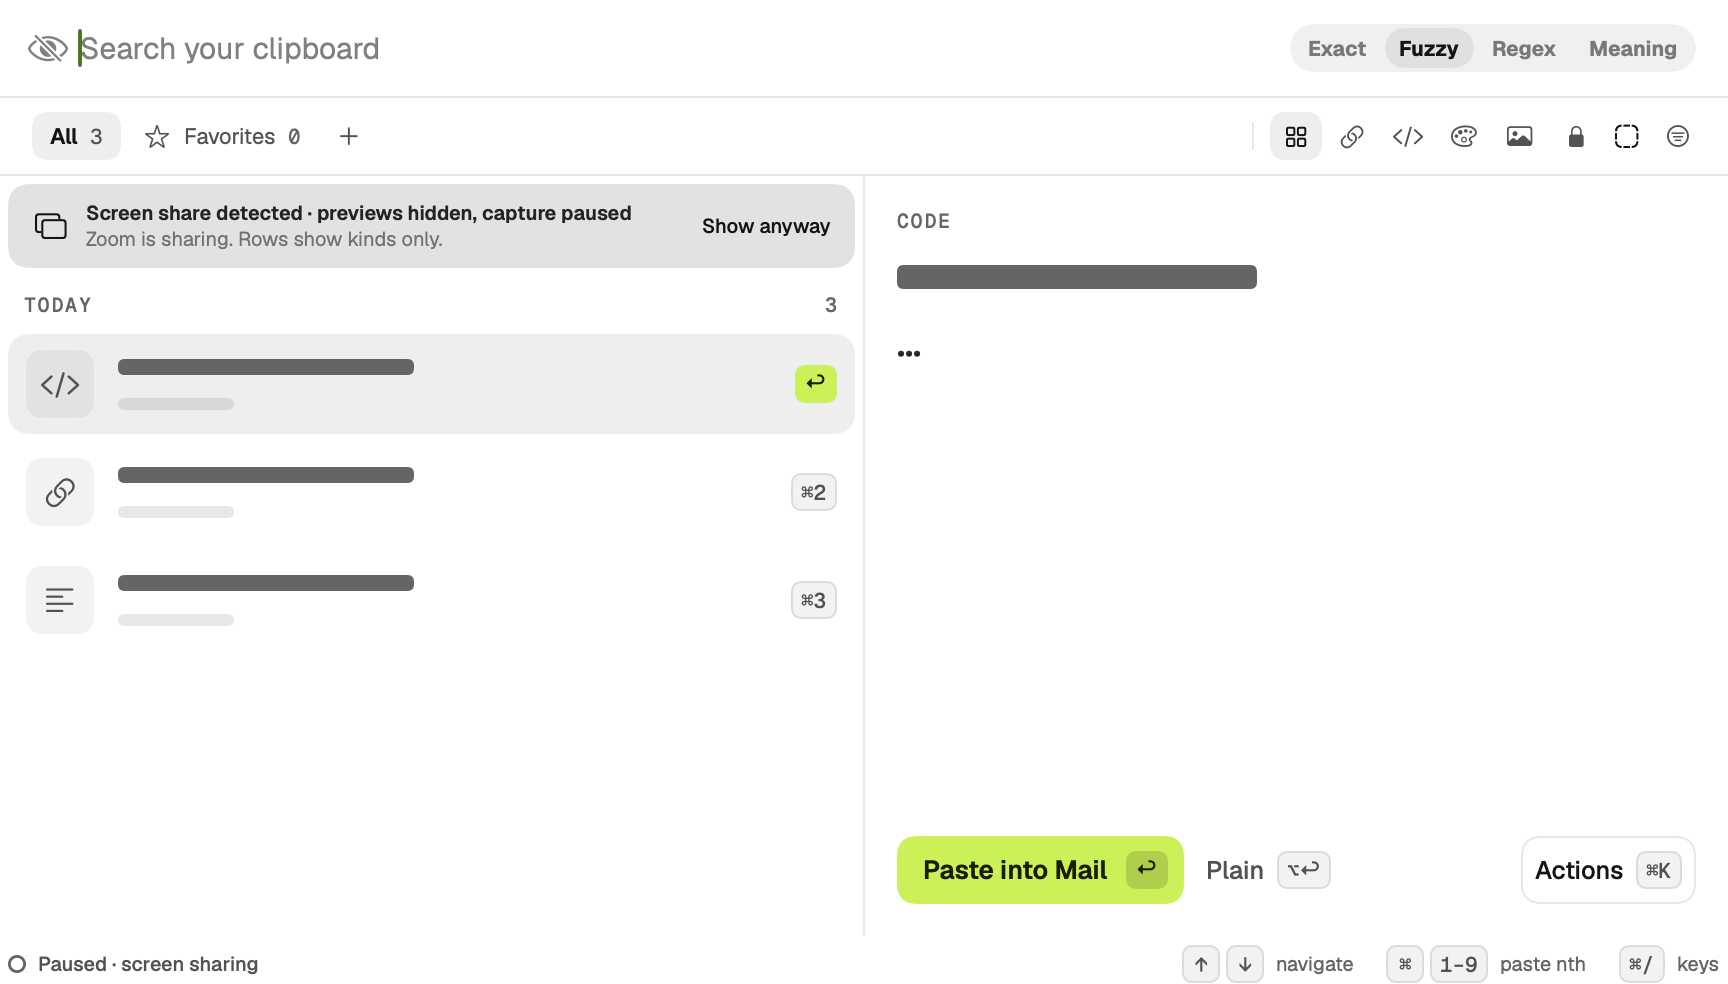 Search your clipboard
Exact Fuzzy Regex Meaning
All 3 Favorites 0
Screen share detected · previews hidden, capture paused
Zoom is sharing. Rows show kinds only.
Show anyway
TODAY 3
⌘2
⌘3
CODE
•••
Paste into Mail ↩
Plain ⌥↩
Actions ⌘K
Paused · screen sharing
↑ ↓ navigate ⌘ 1–9 paste nth ⌘/ keys